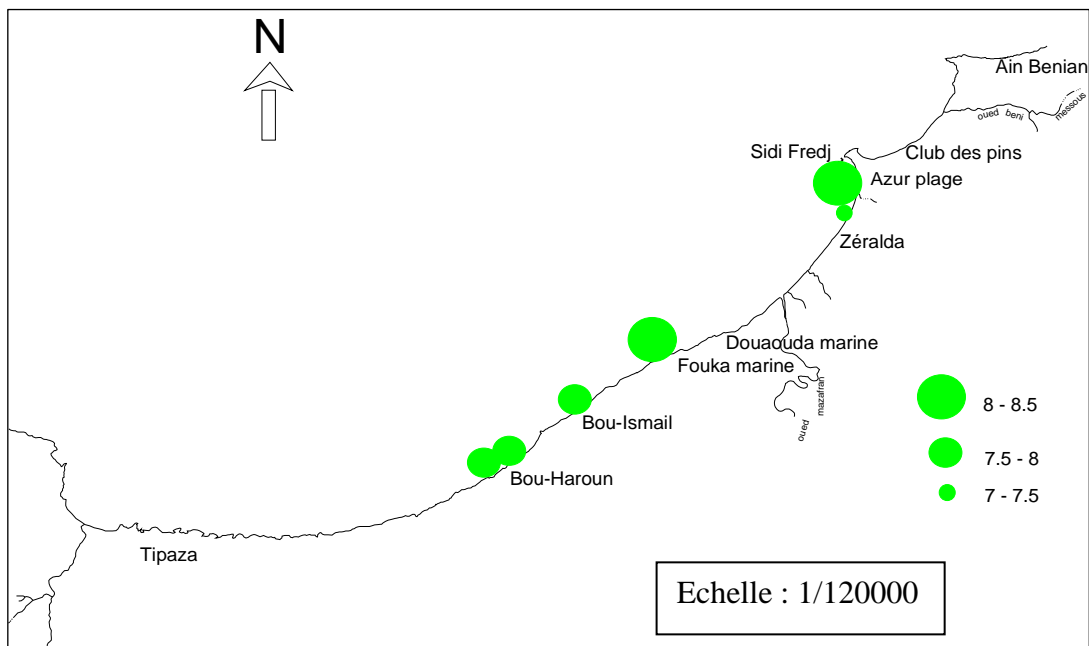 N
Ain Benian
oued beni messous
Club des pins
Sidi Fredj
Azur plage
Zéralda
Douaouda marine
Fouka marine
oued mazafran
Bou-Ismail
Bou-Haroun
Tipaza
8 - 8.5
7.5 - 8
7 - 7.5
Echelle : 1/120000